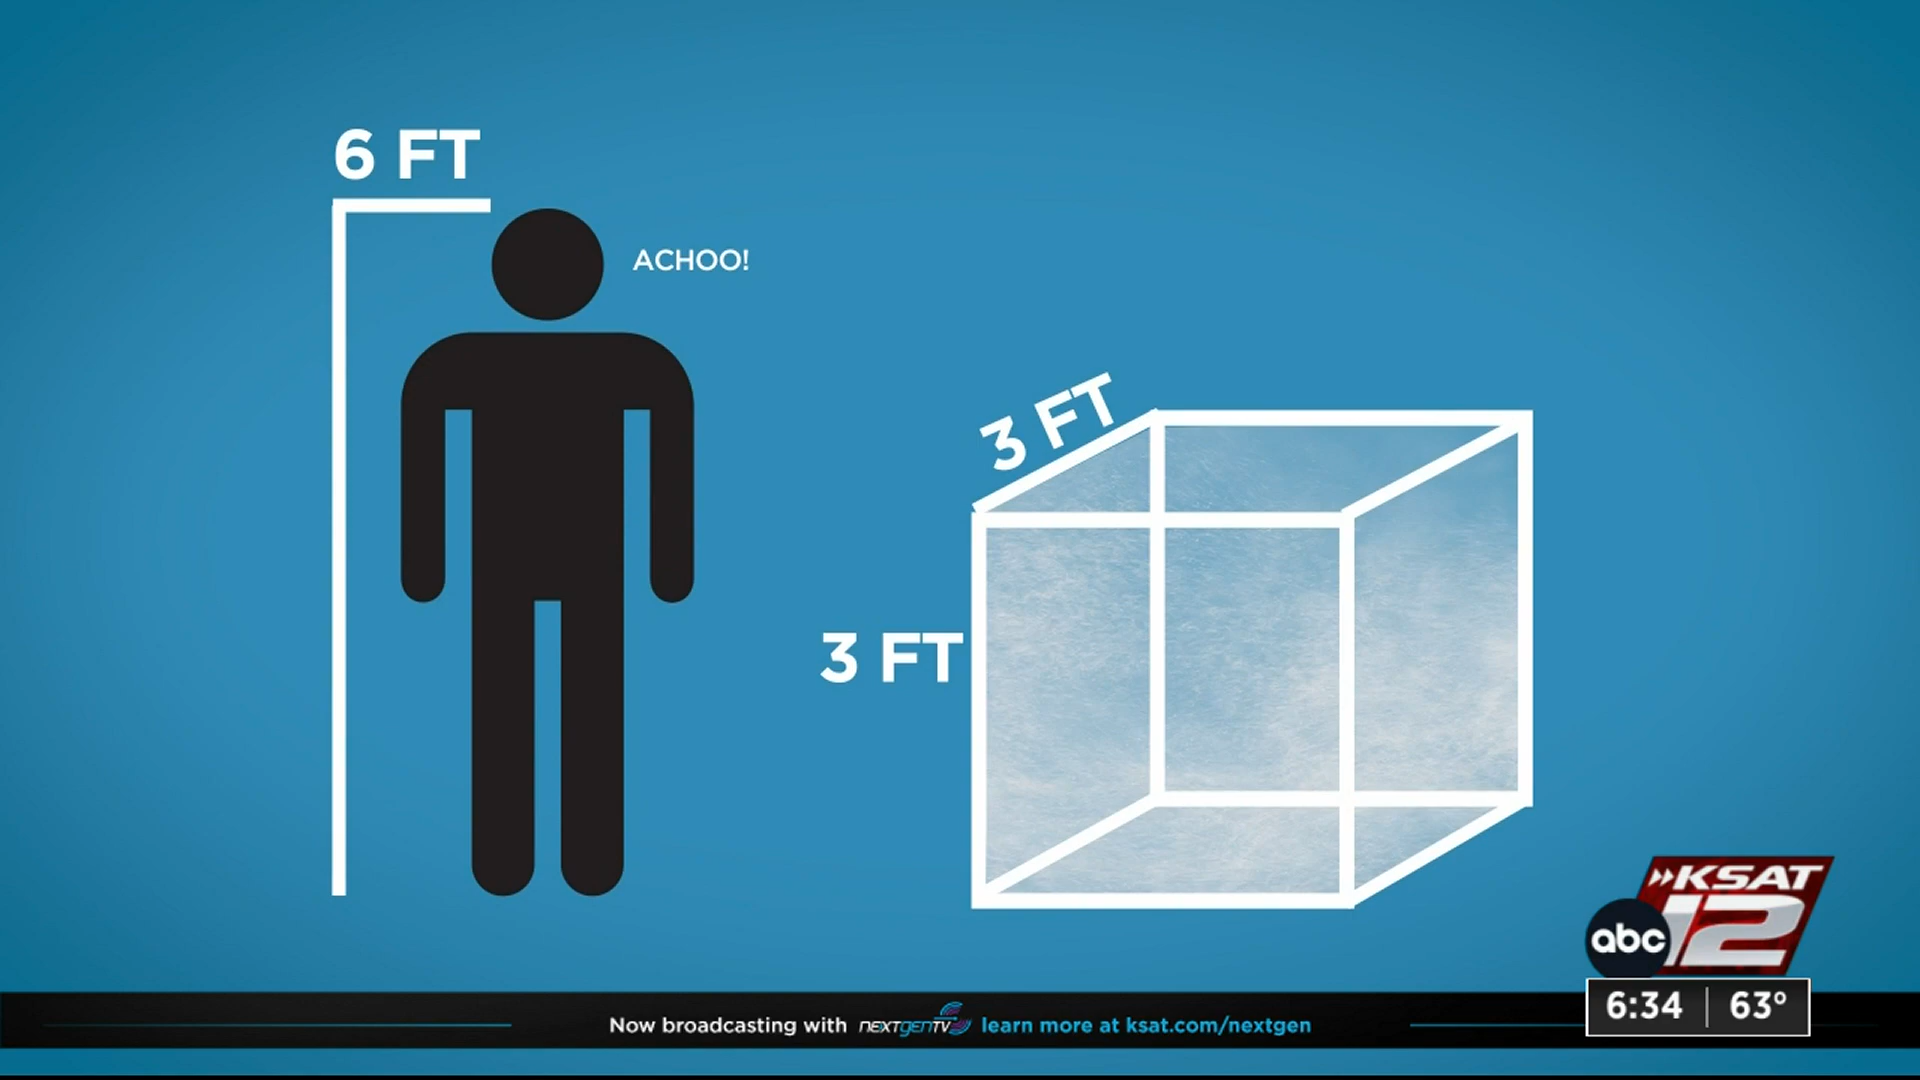 6 FT
ACHOO!
3 FT
3 FT
KSAT
abc 12
6:34 63°
Now broadcasting with NEXTGENTV learn more at ksat.com/nextgen